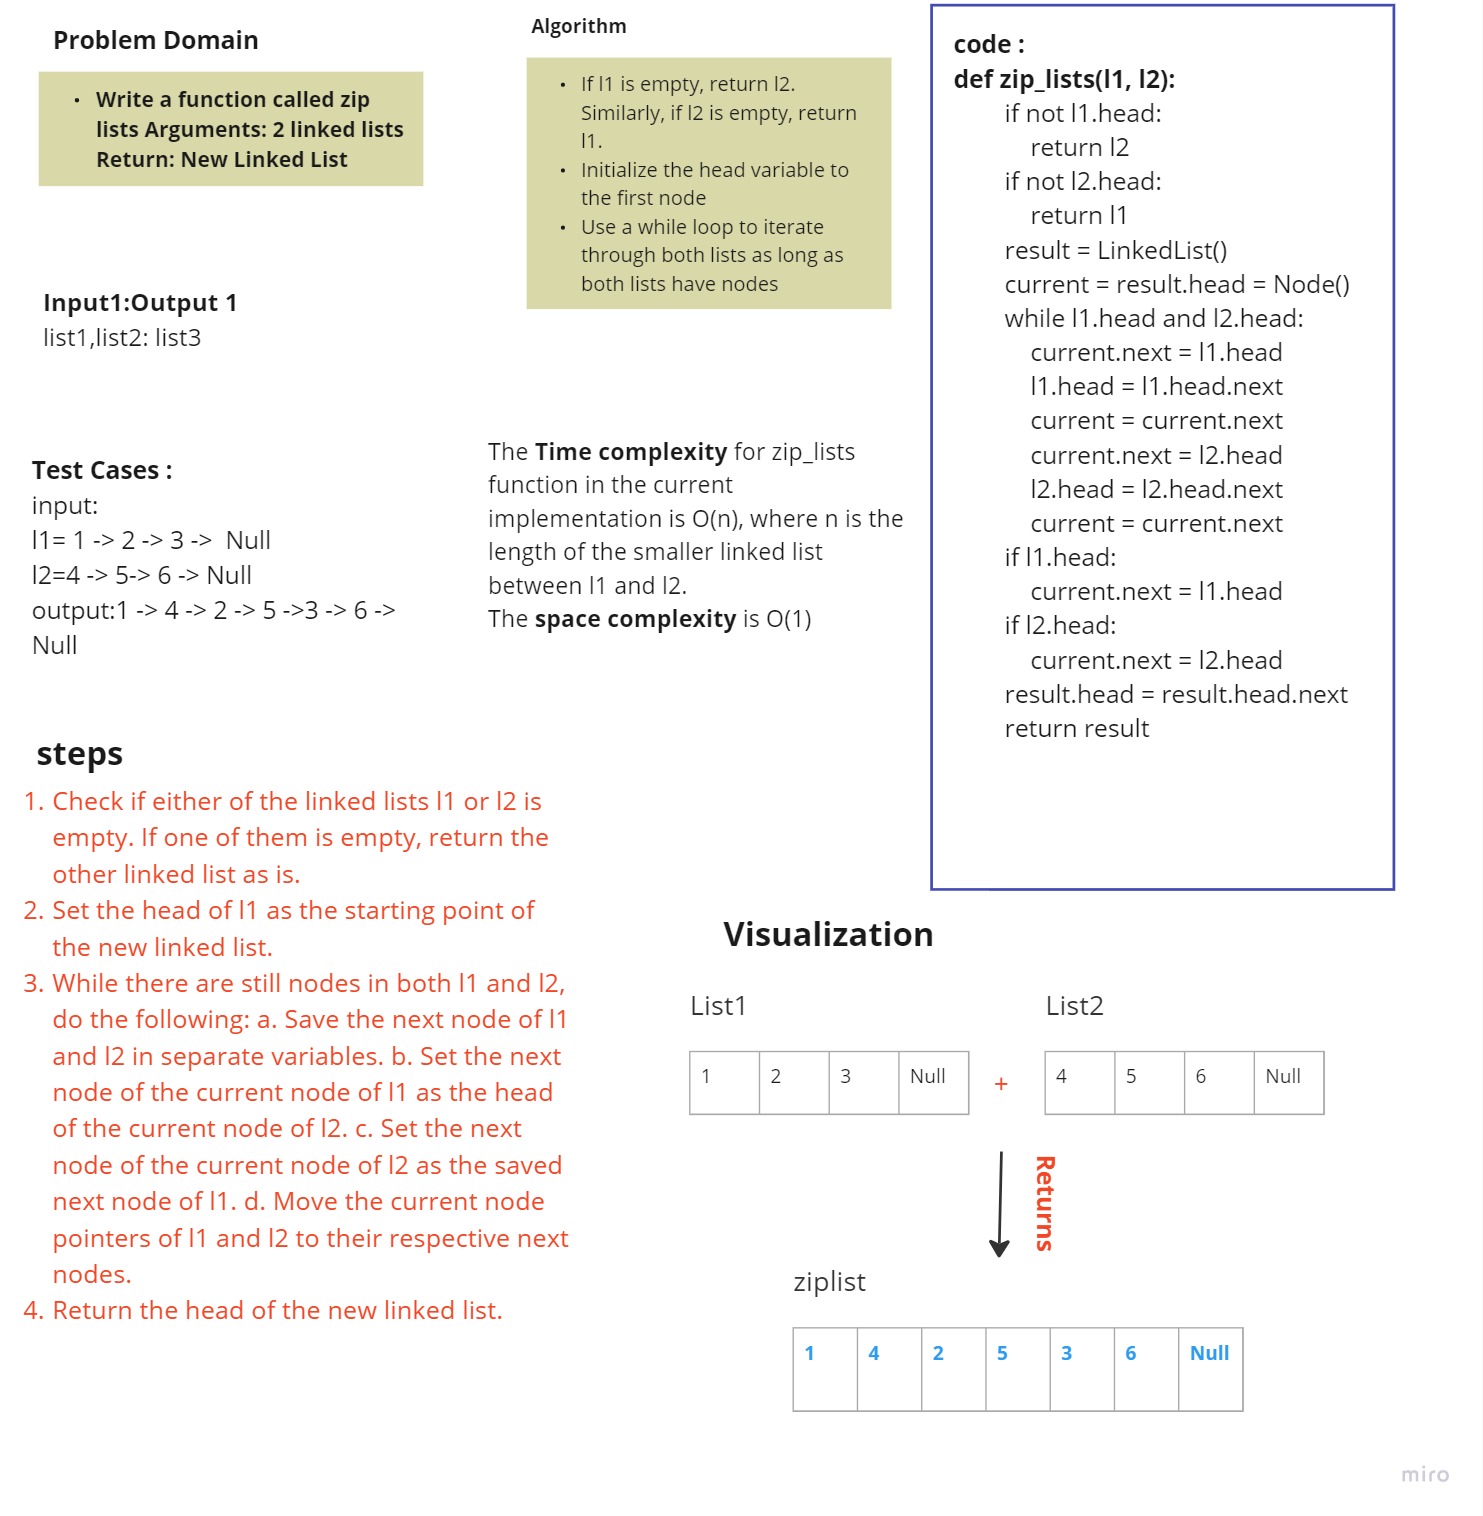 Problem Domain
• Write a function called zip
lists Arguments: 2 linked lists
Return: New Linked List
Input1:Output 1
list1,list2: list3
Test Cases :
input:
l1= 1 -> 2 -> 3 -> Null
l2=4 -> 5-> 6 -> Null
output:1 -> 4 -> 2 -> 5 ->3 -> 6 ->
Null
Algorithm
• If l1 is empty, return l2.
Similarly, if l2 is empty, return
l1.
• Initialize the head variable to
the first node
• Use a while loop to iterate
through both lists as long as
both lists have nodes
The Time complexity for zip_lists
function in the current
implementation is O(n), where n is the
length of the smaller linked list
between l1 and l2.
The space complexity is O(1)
code :
def zip_lists(l1, l2):
if not l1.head:
return l2
if not l2.head:
return l1
result = LinkedList()
current = result.head = Node()
while l1.head and l2.head:
current.next = l1.head
l1.head = l1.head.next
current = current.next
current.next = l2.head
l2.head = l2.head.next
current = current.next
if l1.head:
current.next = l1.head
if l2.head:
current.next = l2.head
result.head = result.head.next
return result
steps
1. Check if either of the linked lists l1 or l2 is
empty. If one of them is empty, return the
other linked list as is.
2. Set the head of l1 as the starting point of
the new linked list.
3. While there are still nodes in both l1 and l2,
do the following: a. Save the next node of l1
and l2 in separate variables. b. Set the next
node of the current node of l1 as the head
of the current node of l2. c. Set the next
node of the current node of l2 as the saved
next node of l1. d. Move the current node
pointers of l1 and l2 to their respective next
nodes.
4. Return the head of the new linked list.
Visualization
List1
List2
1 2 3 Null + 4 5 6 Null
Returns
ziplist
1 4 2 5 3 6 Null
miro